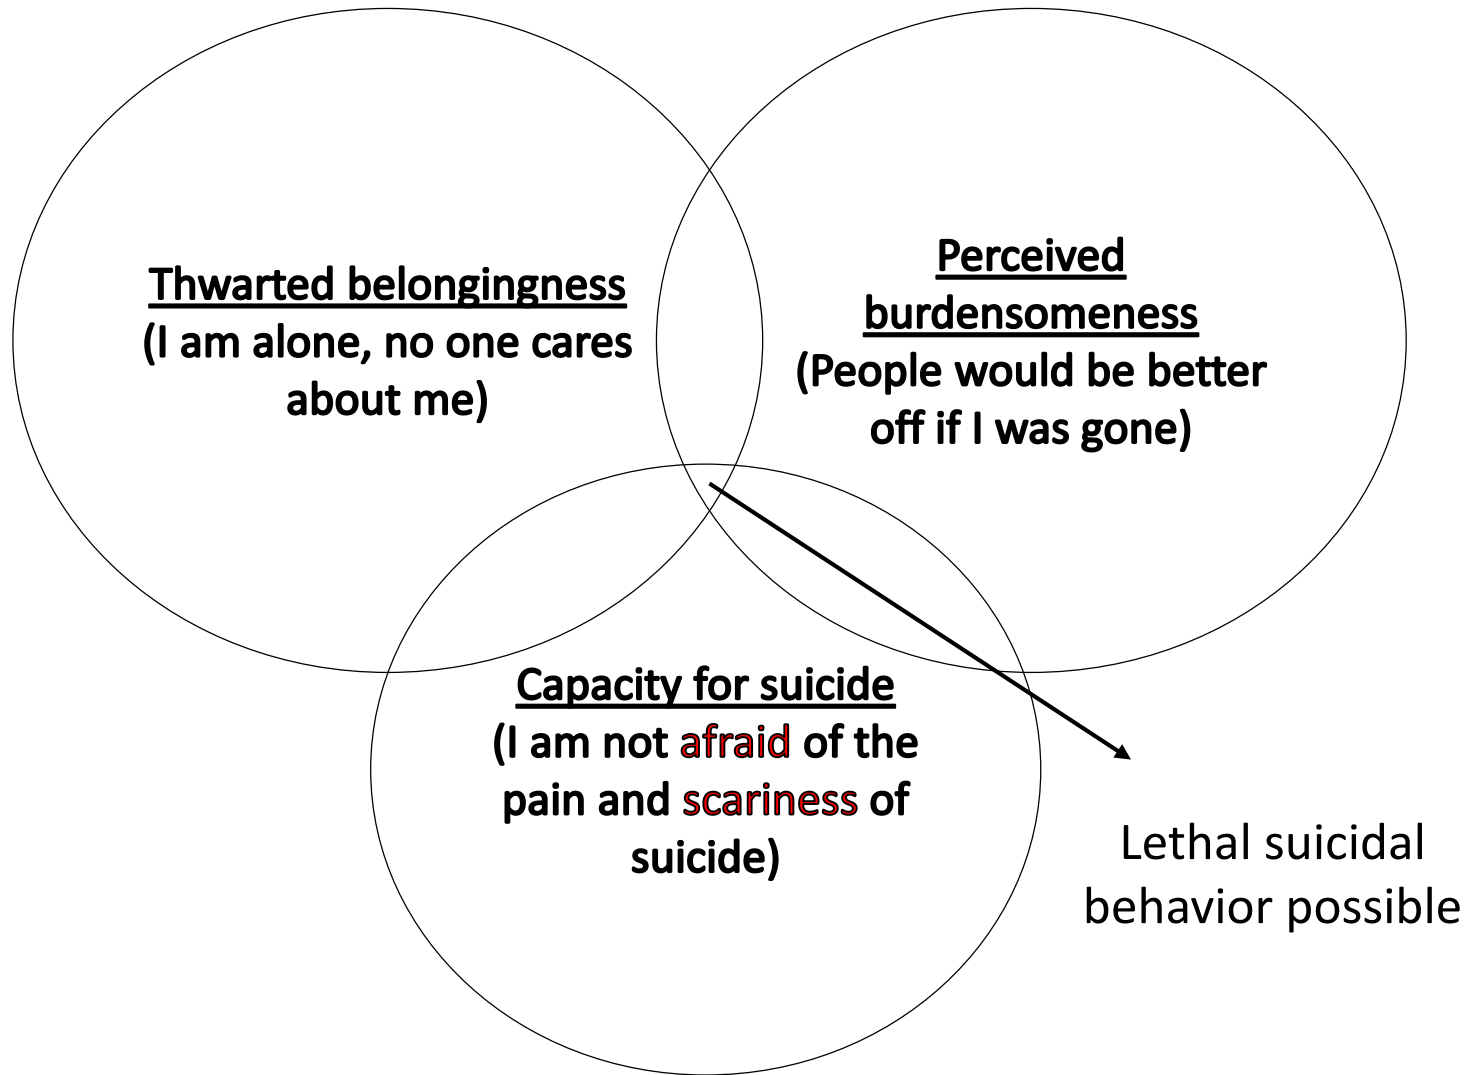 Thwarted belongingness
(I am alone, no one cares
about me)
Perceived
burdensomeness
(People would be better
off if I was gone)
Capacity for suicide
(I am not afraid of the
pain and scariness of
suicide)
Lethal suicidal
behavior possible